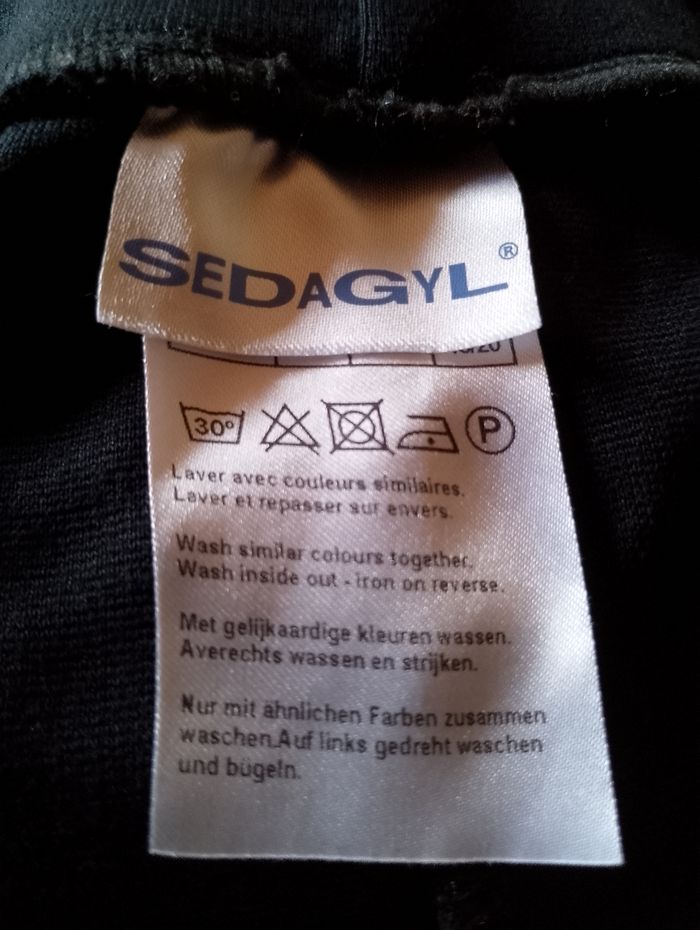 SEDAGYL®
30° P
Laver avec couleurs similaires.
Laver et repasser sur envers.
Wash similar colours together.
Wash inside out - iron on reverse.
Met gelijkaardige kleuren wassen.
Averechts wassen en strijken.
Nur mit ähnlichen Farben zusammen
waschen.Auf links gedreht waschen
und bügeln.